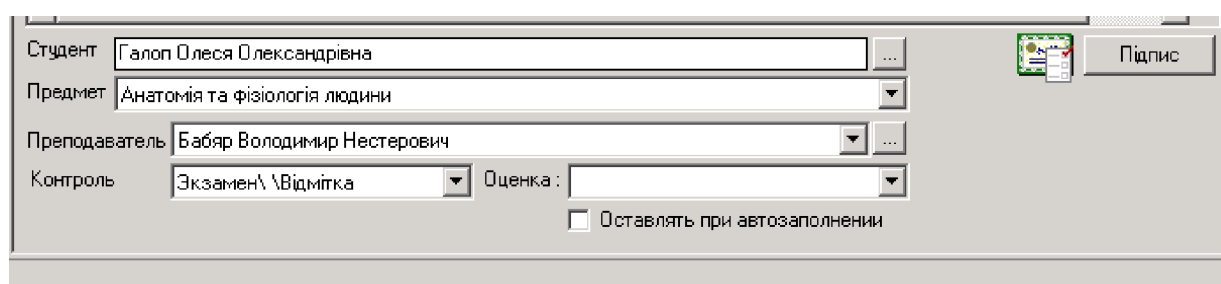 Студент Галоп Олеся Олександрівна ... Підпис
Предмет Анатомія та фізіологія людини
Преподаватель Бабяр Володимир Нестерович ...
Контроль Экзамен\ \Відмітка Оценка :
Оставлять при автозаполнении